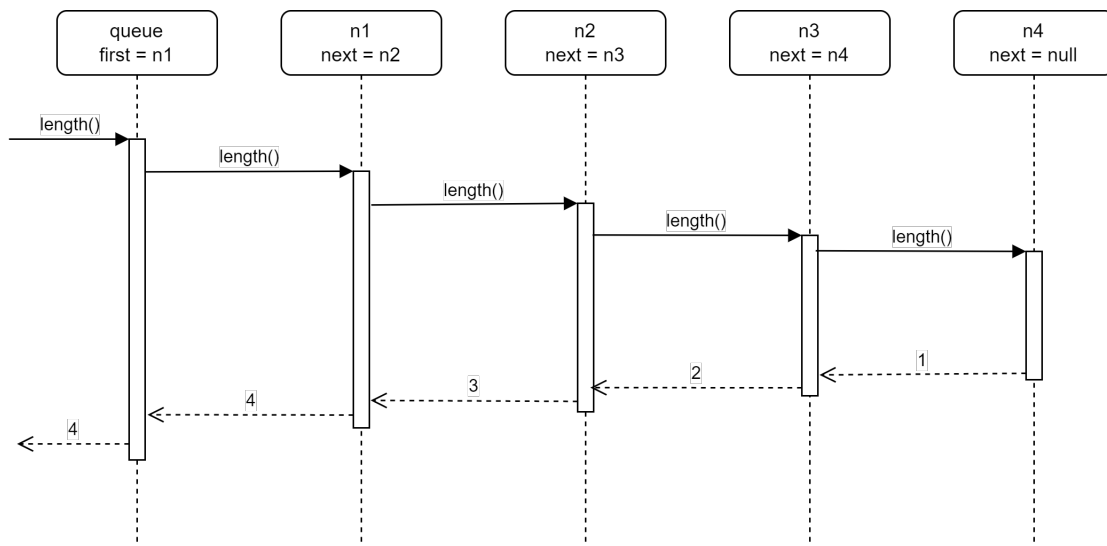 queue
first = n1
n1
next = n2
n2
next = n3
n3
next = n4
n4
next = null
length()
length()
length()
length()
length()
1
2
3
4
4